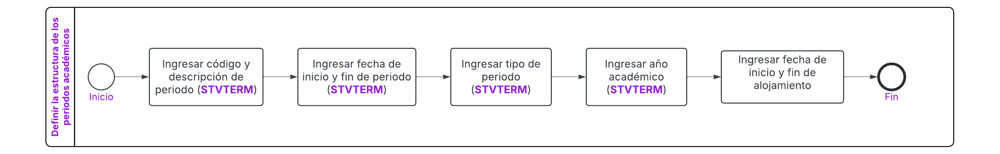 Definir la estructura de los
periodos académicos
Inicio
Ingresar código y
descripción de
periodo (STVTERM)
Ingresar fecha de
inicio y fin de periodo
(STVTERM)
Ingresar tipo de
periodo
(STVTERM)
Ingresar año
académico
(STVTERM)
Ingresar fecha de
inicio y fin de
alojamiento
Fin